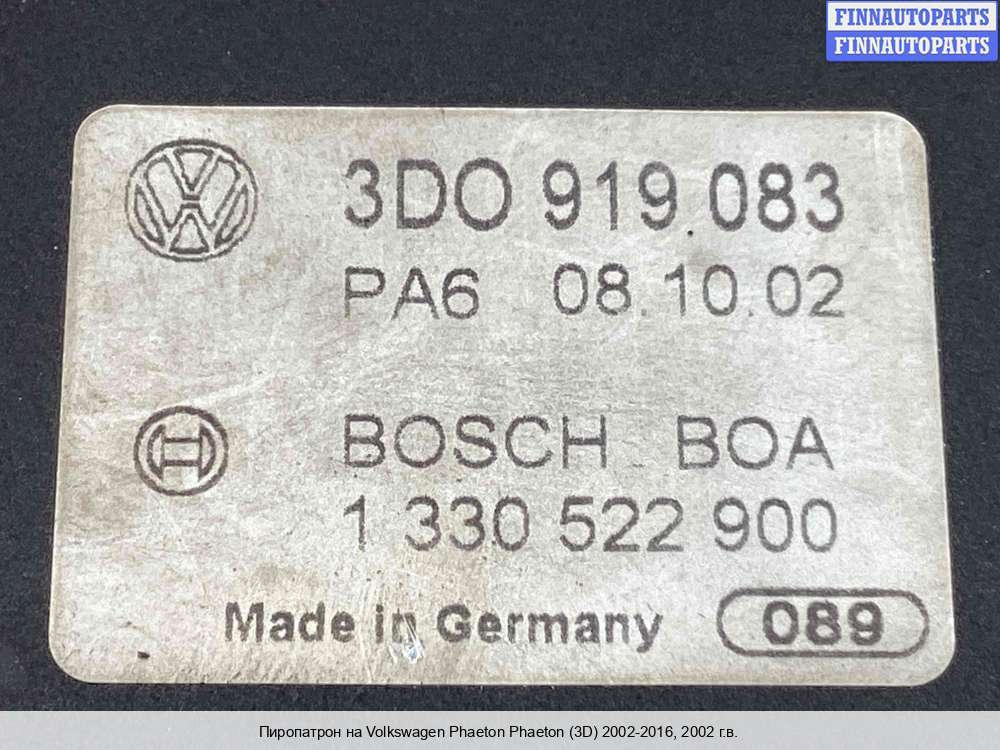 FINNAUTOPARTS
FINNAUTOPARTS
3D0 919 083
PA6 08.10.02
BOSCH BOA
1 330 522 900
Made in Germany 089
Пиропатрон на Volkswagen Phaeton Phaeton (3D) 2002-2016, 2002 г.в.